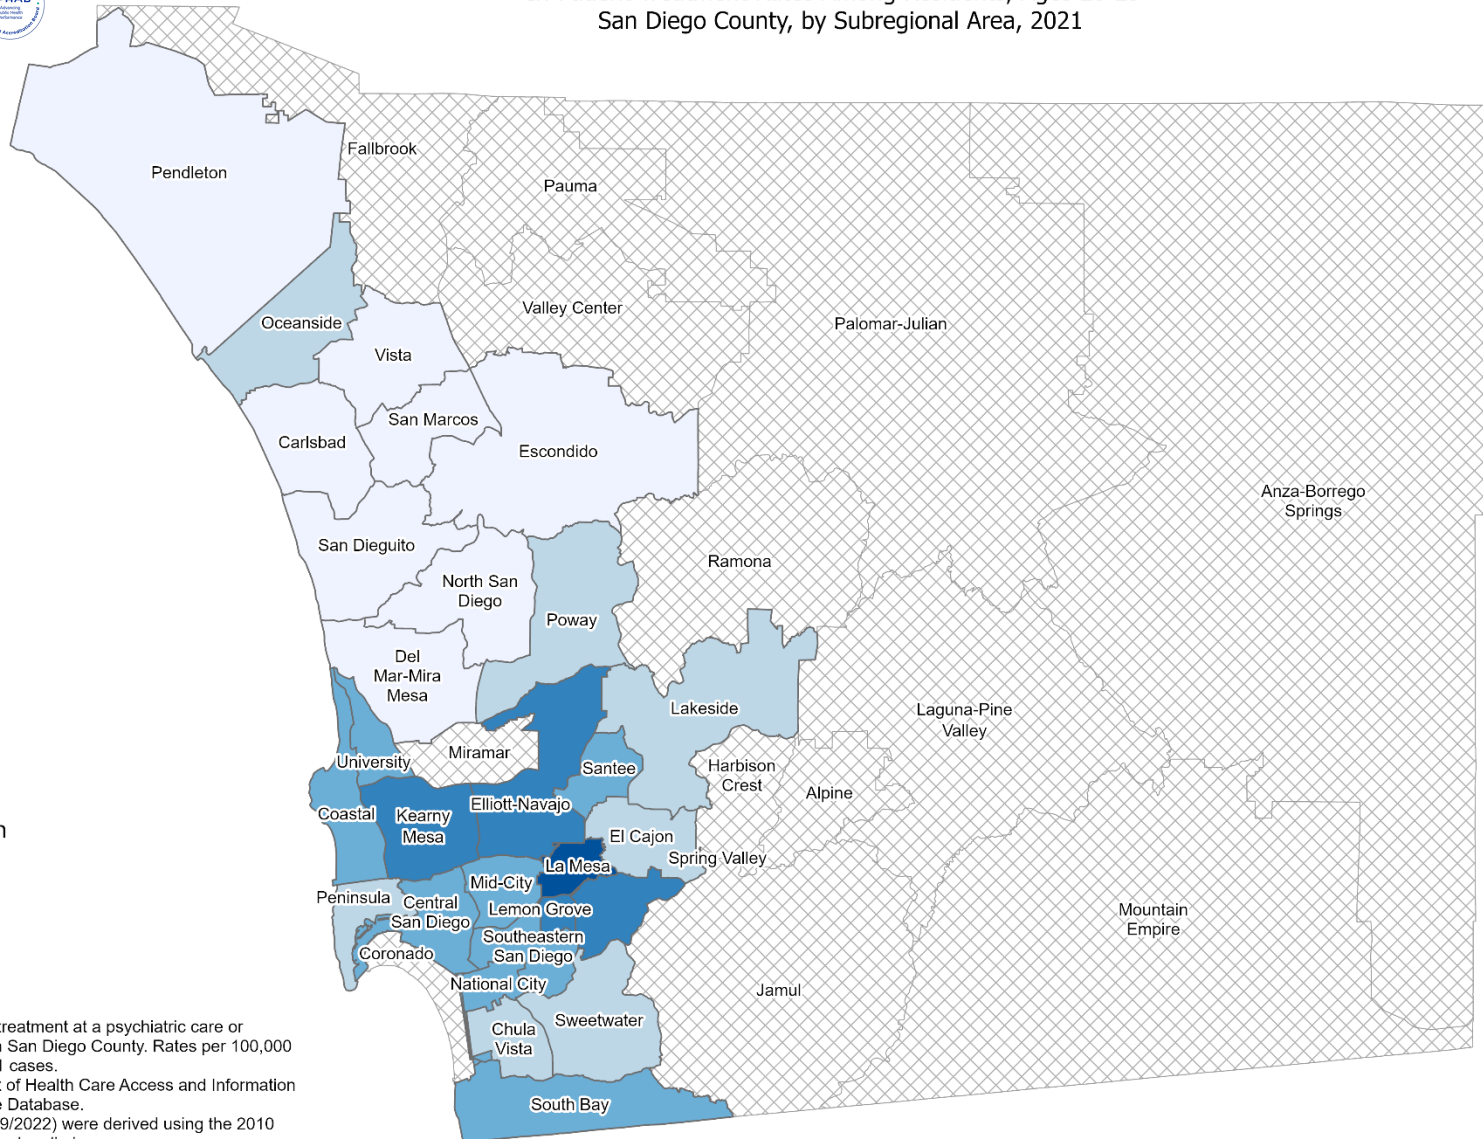 San Diego County, by Subregional Area, 2021
Pendleton
Fallbrook
Pauma
Valley Center
Palomar-Julian
Oceanside
Vista
San Marcos
Carlsbad
Escondido
Anza-Borrego
Springs
San Dieguito
North San
Diego
Ramona
Poway
Del
Mar-Mira
Mesa
Lakeside
Laguna-Pine
Valley
Miramar
University
Santee
Harbison
Crest
Alpine
Coastal
Kearny
Mesa
Elliott-Navajo
El Cajon
Spring Valley
La Mesa
Mid-City
Peninsula
Central
San Diego
Lemon Grove
Mountain
Empire
Southeastern
San Diego
Coronado
National City
Jamul
Chula
Vista
Sweetwater
South Bay
treatment at a psychiatric care or
San Diego County. Rates per 100,000
cases.
of Health Care Access and Information
Database.
9/2022) were derived using the 2010